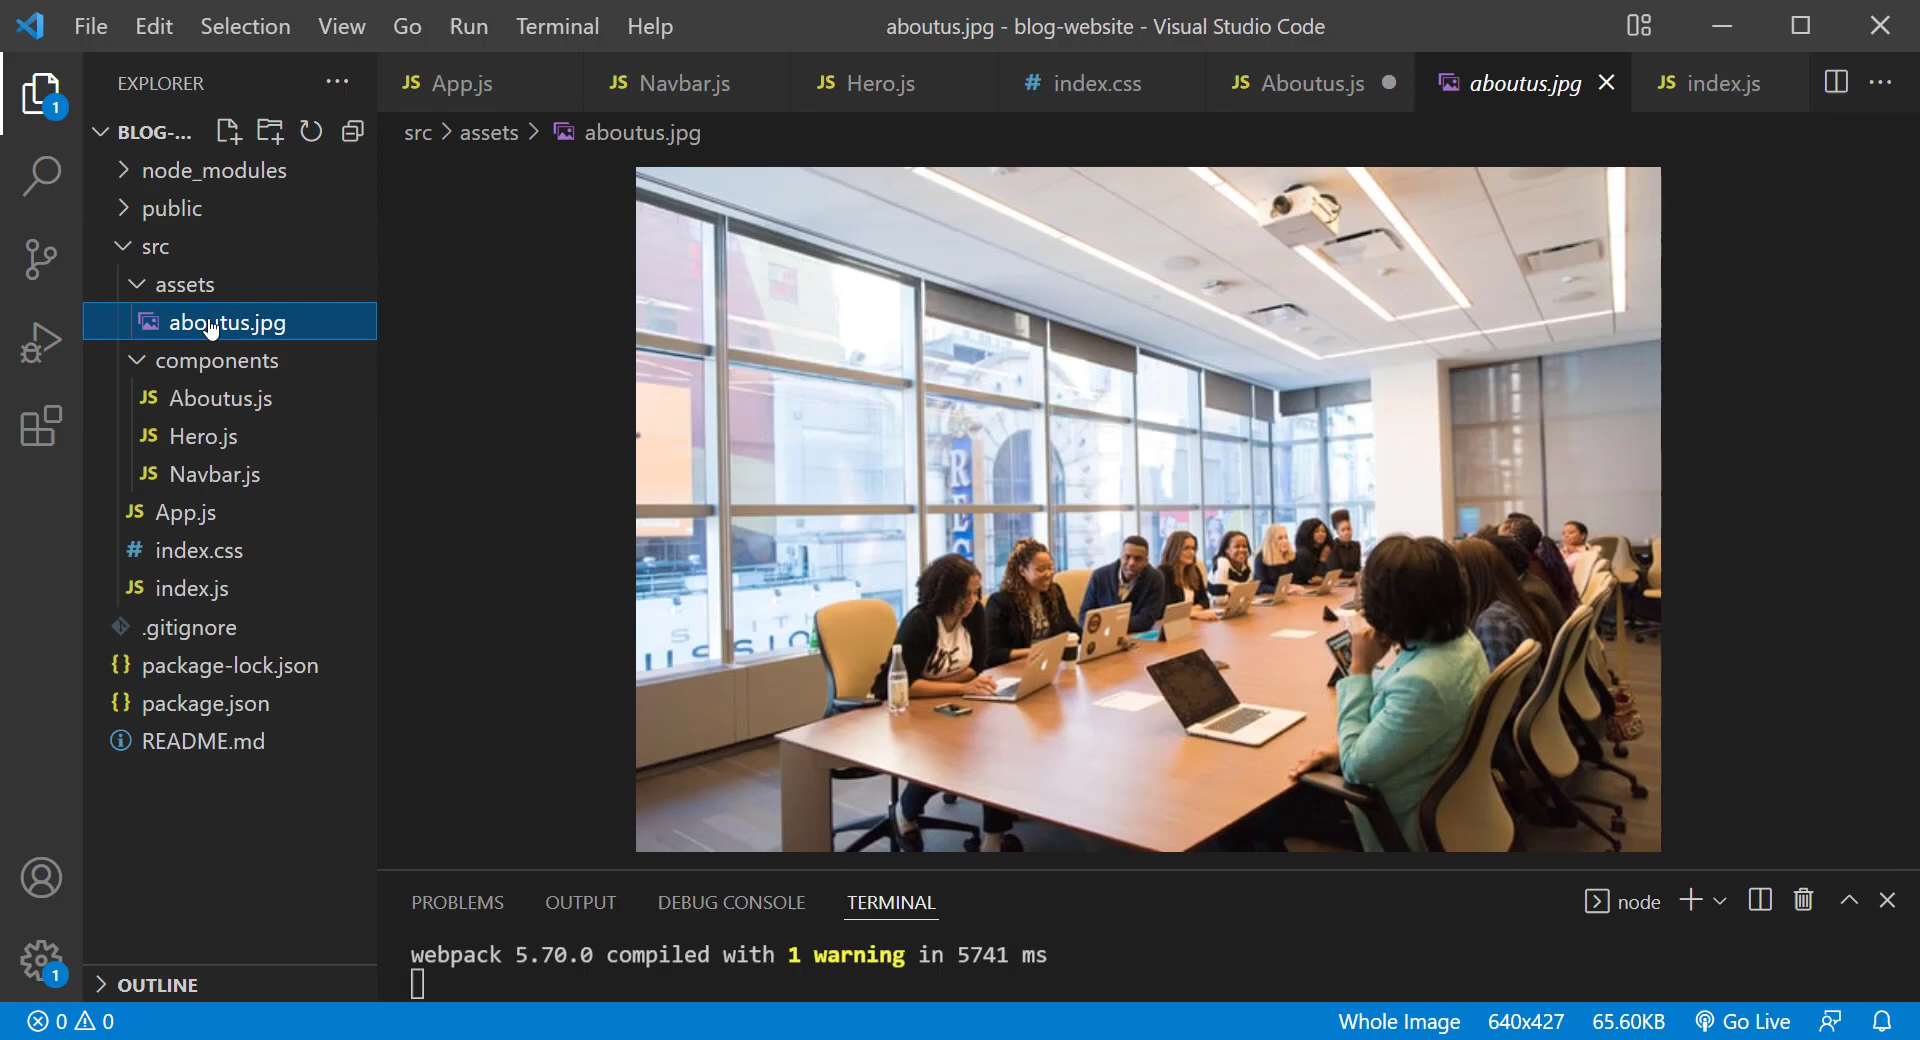 File Edit Selection View Go Run Terminal Help
aboutus.jpg - blog-website - Visual Studio Code
EXPLORER
BLOG-...
node_modules
public
src
assets
aboutus.jpg
components
JS Aboutus.js
JS Hero.js
JS Navbar.js
JS App.js
# index.css
JS index.js
.gitignore
{} package-lock.json
{} package.json
README.md
OUTLINE
1
1
JS App.js
JS Navbar.js
JS Hero.js
# index.css
JS Aboutus.js
aboutus.jpg
JS index.js
src > assets > aboutus.jpg
PROBLEMS OUTPUT DEBUG CONSOLE TERMINAL
node
webpack 5.70.0 compiled with 1 warning in 5741 ms
0 0
Whole Image 640x427 65.60KB Go Live